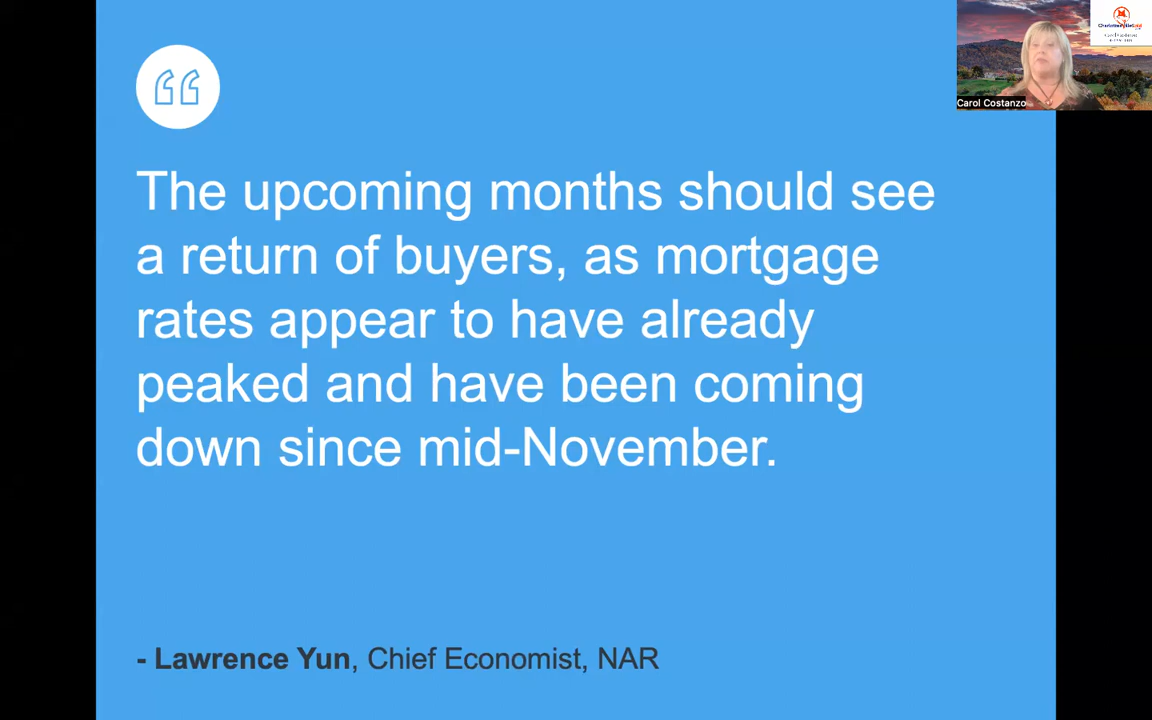 The upcoming months should see
a return of buyers, as mortgage
rates appear to have already
peaked and have been coming
down since mid-November.
- Lawrence Yun, Chief Economist, NAR
Carol Costanzo